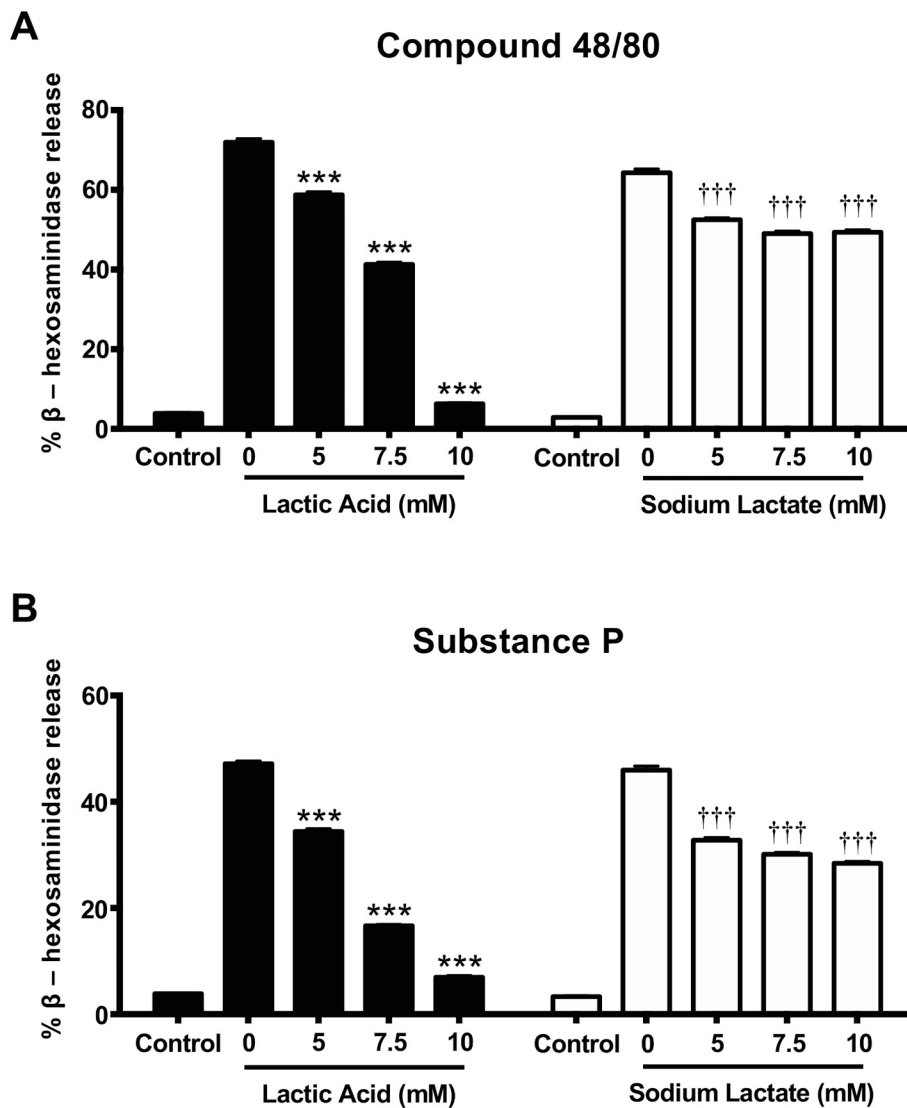 A
Compound 48/80
% β – hexosaminidase release
80
60
40
20
0
***
***
***
†††
†††
†††
Control 0 5 7.5 10 Control 0 5 7.5 10
Lactic Acid (mM) Sodium Lactate (mM)
B
Substance P
% β – hexosaminidase release
60
40
20
0
***
***
***
†††
†††
†††
Control 0 5 7.5 10 Control 0 5 7.5 10
Lactic Acid (mM) Sodium Lactate (mM)